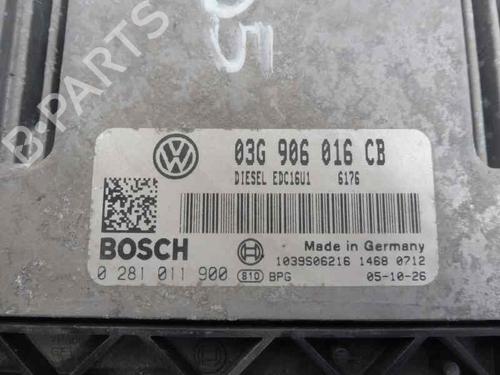 05
B-PARTS
03G 906 016 CB
DIESEL EDC16U1 6176
BOSCH
Made in Germany
1039S06216 1468 0712
0 281 011 900 810 BPG 05-10-26